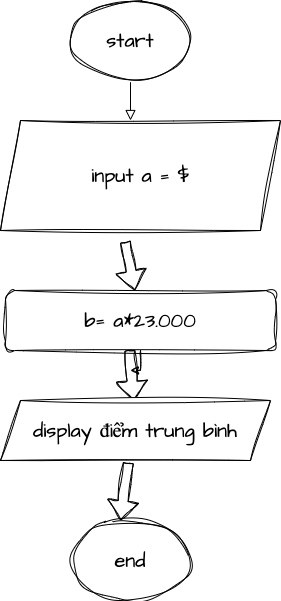 start
input a = $
b= a*23.000
display điểm trung bình
end